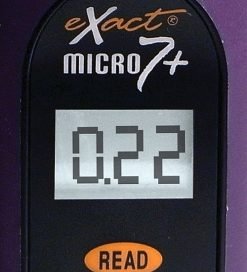 eXact®
MICRO 7+
0.22
READ